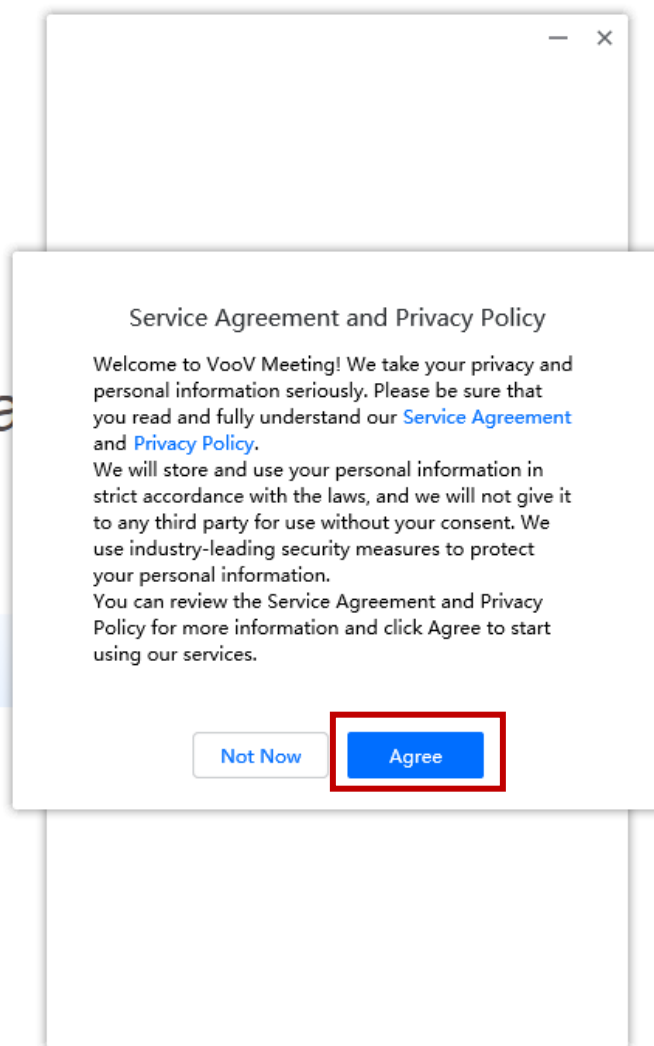 Service Agreement and Privacy Policy
Welcome to VooV Meeting! We take your privacy and
personal information seriously. Please be sure that
you read and fully understand our Service Agreement
and Privacy Policy.
We will store and use your personal information in
strict accordance with the laws, and we will not give it
to any third party for use without your consent. We
use industry-leading security measures to protect
your personal information.
You can review the Service Agreement and Privacy
Policy for more information and click Agree to start
using our services.
Not Now
Agree